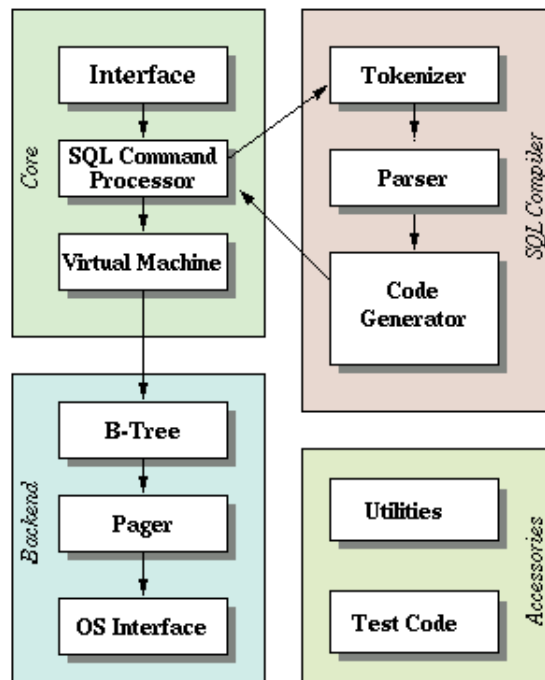 Core
Interface
SQL Command
Processor
Virtual Machine
SQL Compiler
Tokenizer
Parser
Code
Generator
Backend
B-Tree
Pager
OS Interface
Accessories
Utilities
Test Code